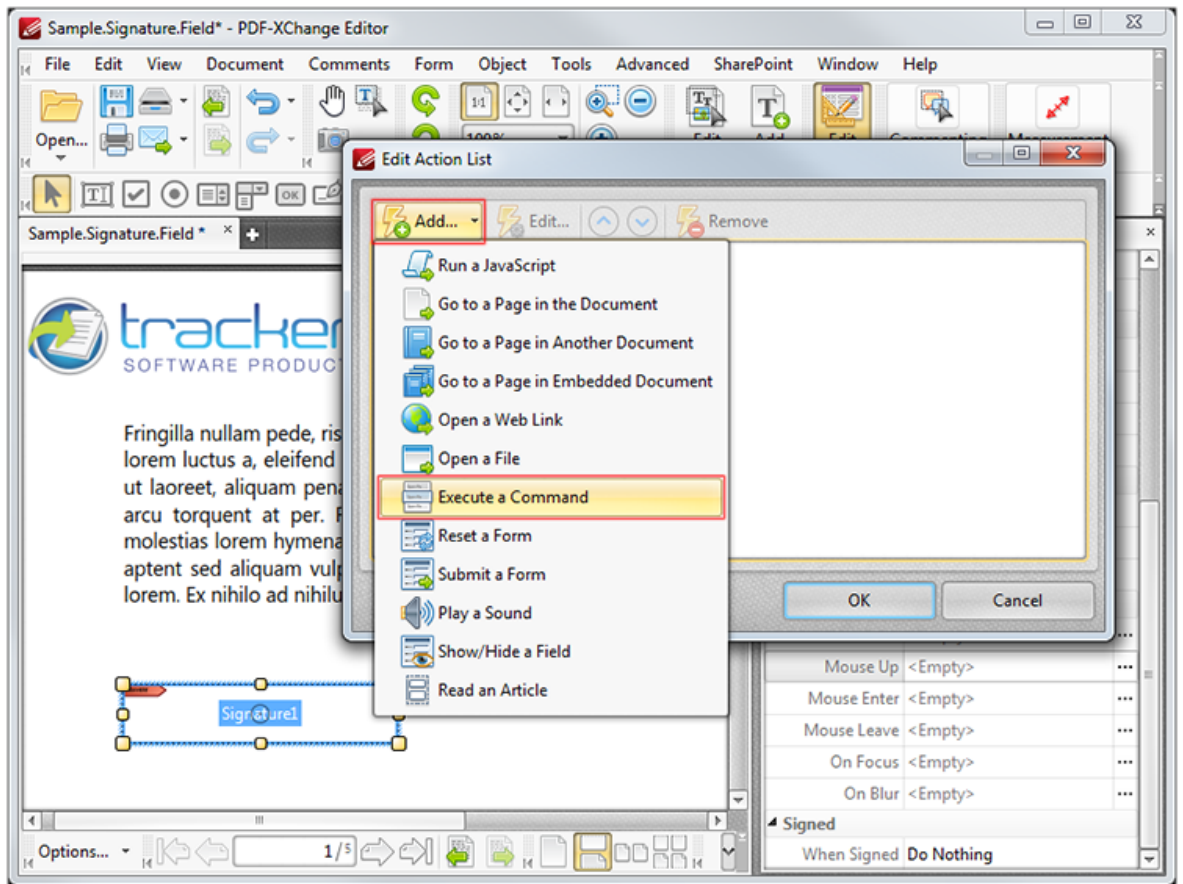 Sample.Signature.Field* - PDF-XChange Editor
File Edit View Document Comments Form Object Tools Advanced SharePoint Window Help
Open...
Edit Action List
Sample.Signature.Field *
Add... Edit... Remove
Run a JavaScript
Go to a Page in the Document
Go to a Page in Another Document
Go to a Page in Embedded Document
Open a Web Link
Open a File
Execute a Command
Reset a Form
Submit a Form
Play a Sound
Show/Hide a Field
Read an Article
OK Cancel
tracker
SOFTWARE PRODUC
Fringilla nullam pede, ris
lorem luctus a, eleifend
ut laoreet, aliquam pena
arcu torquent at per.
molestias lorem hymena
aptent sed aliquam vulp
lorem. Ex nihilo ad nihilu
Signature1
Mouse Up <Empty> ...
Mouse Enter <Empty> ...
Mouse Leave <Empty> ...
On Focus <Empty> ...
On Blur <Empty> ...
Signed
When Signed Do Nothing
Options... 1/5